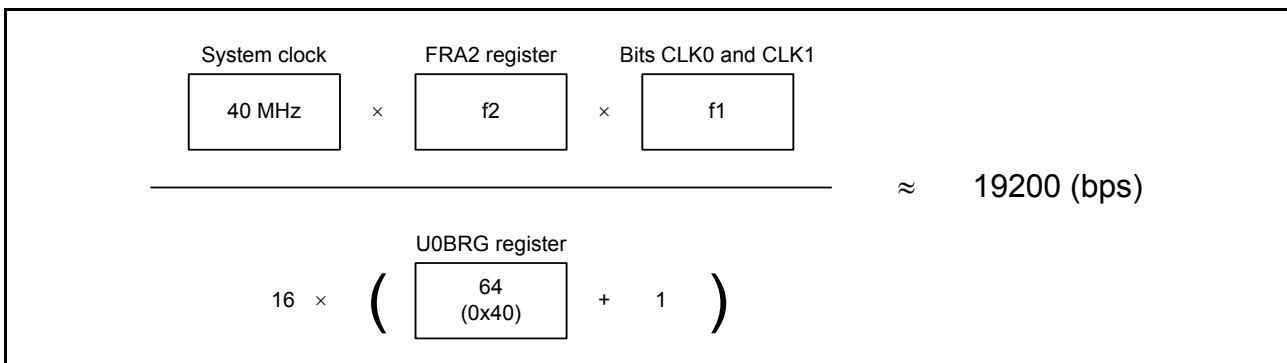 System clock FRA2 register Bits CLK0 and CLK1
40 MHz × f2 × f1
≈ 19200 (bps)
U0BRG register
16 × ( 64 (0x40) + 1 )